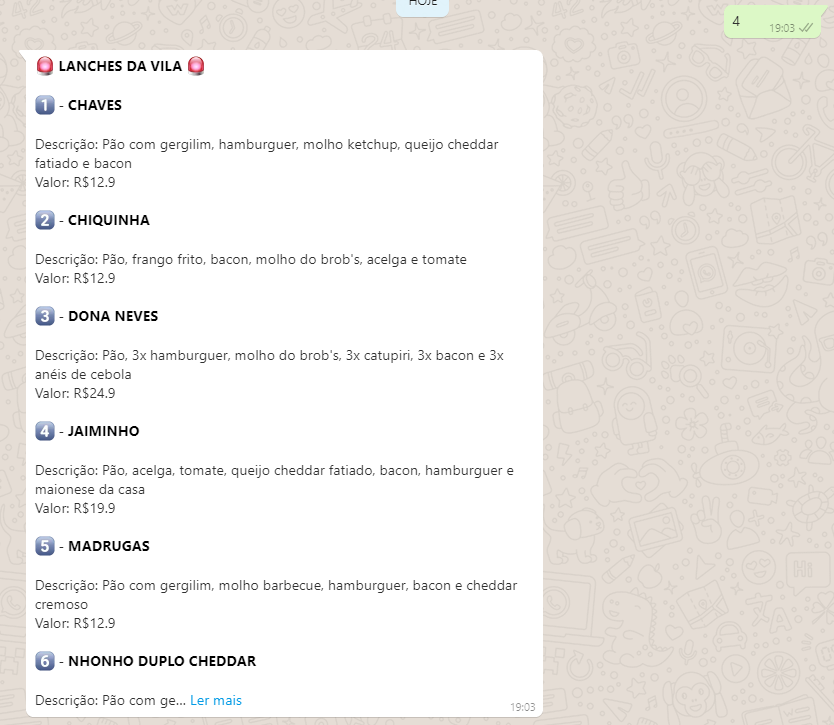 HOJE
4
19:03
🚨 LANCHES DA VILA 🚨
1️⃣ - CHAVES
Descrição: Pão com gergilim, hamburguer, molho ketchup, queijo cheddar
fatiado e bacon
Valor: R$12.9
2️⃣ - CHIQUINHA
Descrição: Pão, frango frito, bacon, molho do brob's, acelga e tomate
Valor: R$12.9
3️⃣ - DONA NEVES
Descrição: Pão, 3x hamburguer, molho do brob's, 3x catupiri, 3x bacon e 3x
anéis de cebola
Valor: R$24.9
4️⃣ - JAIMINHO
Descrição: Pão, acelga, tomate, queijo cheddar fatiado, bacon, hamburguer e
maionese da casa
Valor: R$19.9
5️⃣ - MADRUGAS
Descrição: Pão com gergilim, molho barbecue, hamburguer, bacon e cheddar
cremoso
Valor: R$12.9
6️⃣ - NHONHO DUPLO CHEDDAR
Descrição: Pão com ge... Ler mais
19:03